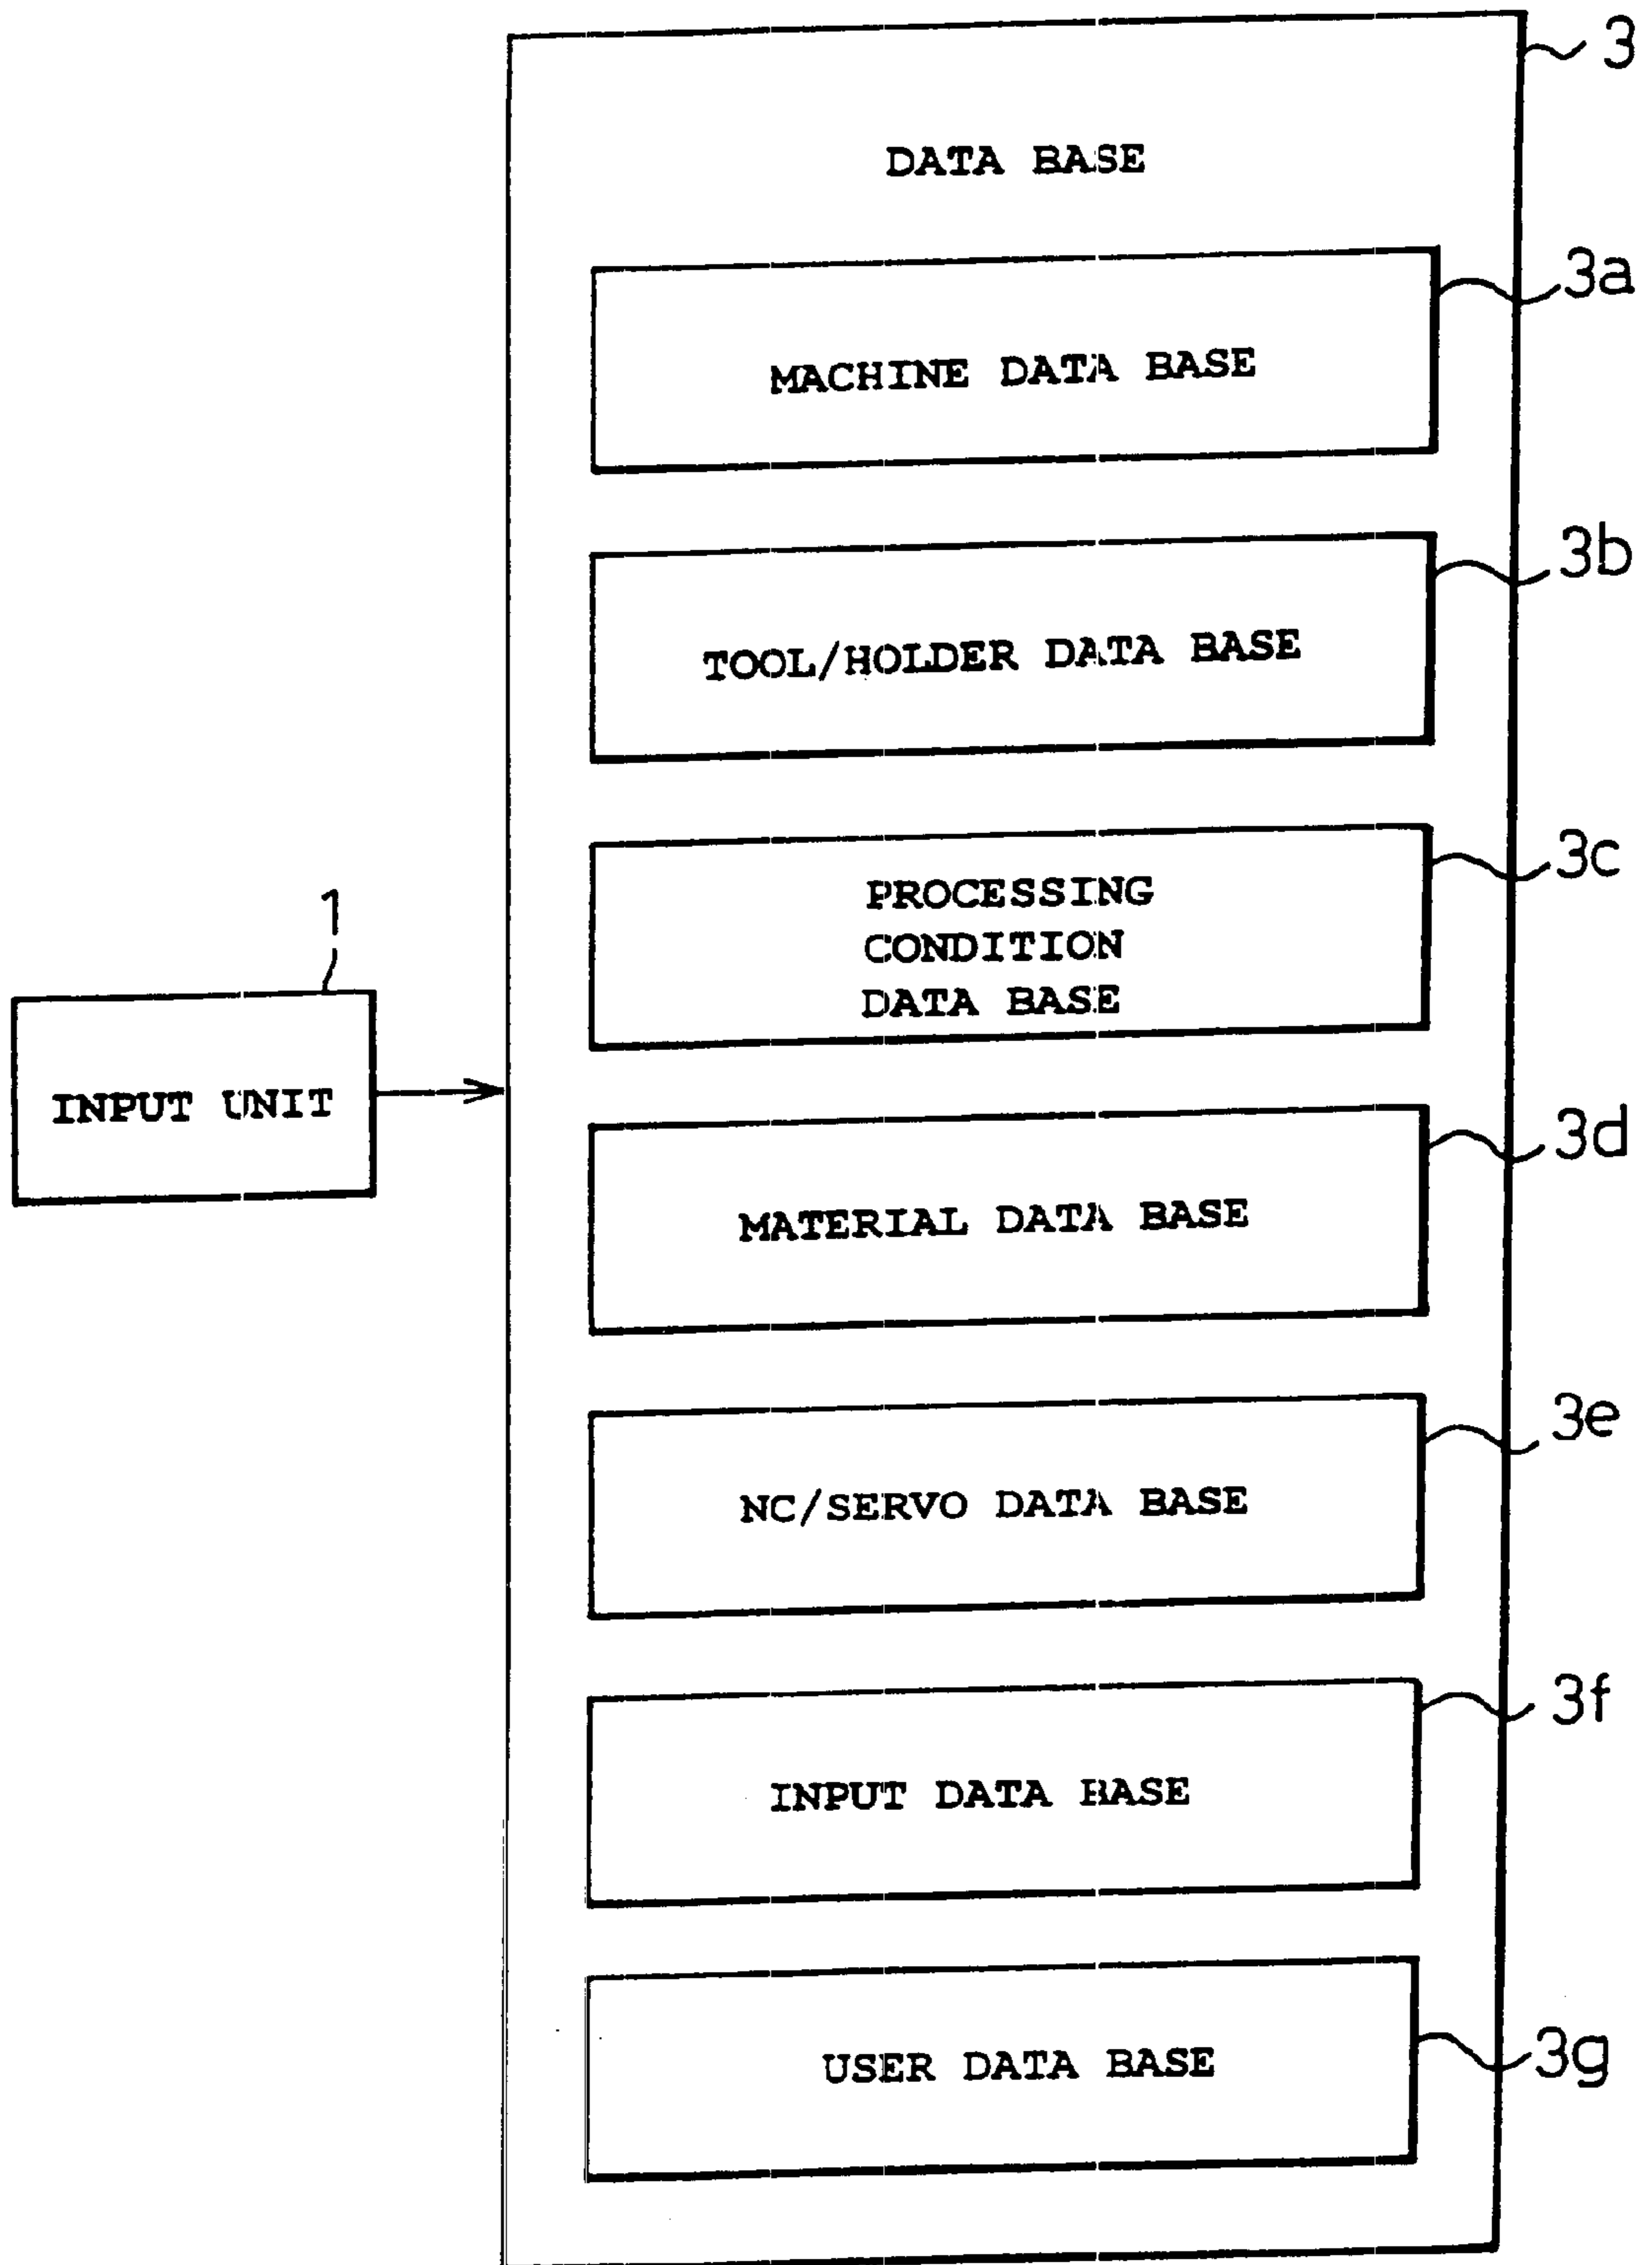 3
DATA BASE
3a
MACHINE DATA BASE
3b
TOOL/HOLDER DATA BASE
3c
PROCESSING
CONDITION
DATA BASE
1
INPUT UNIT
3d
MATERIAL DATA BASE
3e
NC/SERVO DATA BASE
3f
INPUT DATA BASE
3g
USER DATA BASE